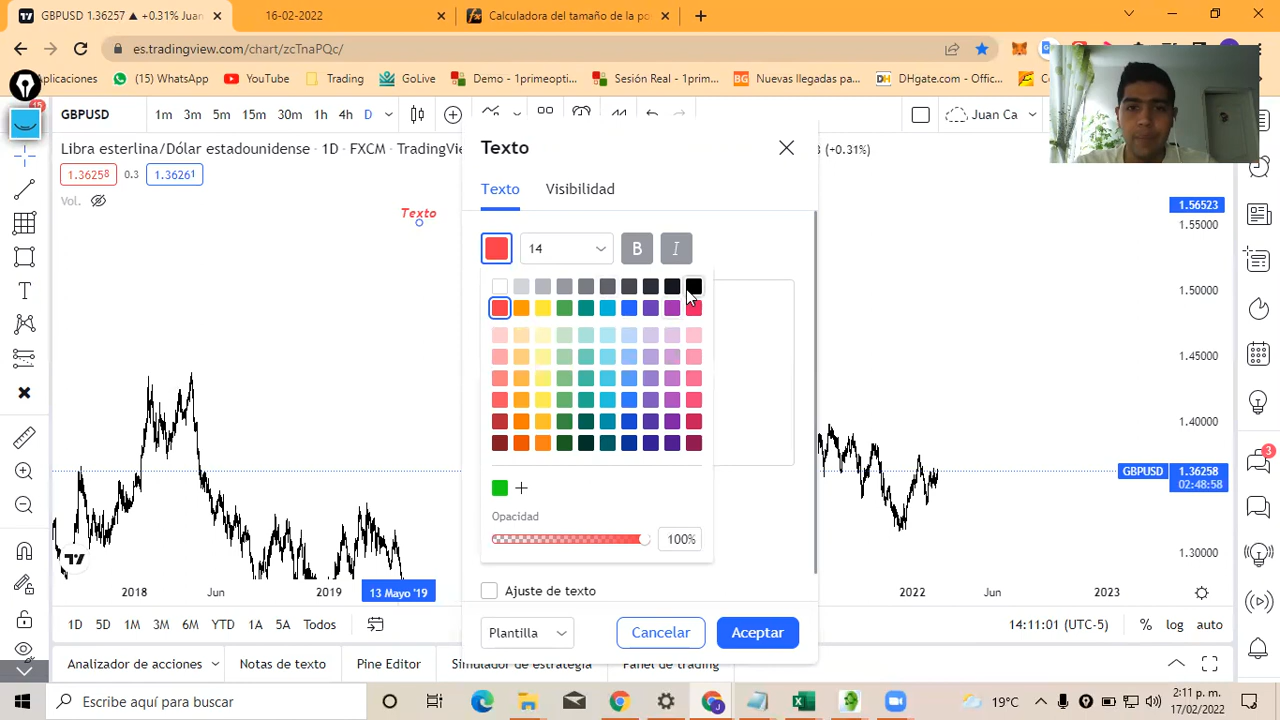 GBPUSD 1.36257 ▲ +0.31% Juan
16-02-2022
Calculadora del tamaño de la po
es.tradingview.com/chart/zcTnaPQc/
Aplicaciones
(15) WhatsApp
YouTube
Trading
GoLive
Demo - 1primeopti...
Sesión Real - 1prim...
Nuevas llegadas pa...
DHgate.com - Offic...
15
GBPUSD
1m
3m
5m
15m
30m
1h
4h
D
Juan Ca
Libra esterlina/Dólar estadounidense · 1D · FXCM · TradingView
(+0.31%)
1.36258
0.3
1.36261
Vol.
Texto
Texto
Texto
Visibilidad
14
B
I
Opacidad
100%
Ajuste de texto
Plantilla
Cancelar
Aceptar
1.56523
1.55000
1.50000
1.45000
1.40000
GBPUSD
1.36258
02:48:58
1.30000
2018
Jun
2019
13 Mayo '19
2022
Jun
2023
1D
5D
1M
3M
6M
YTD
1A
5A
Todos
14:11:01 (UTC-5)
%
log
auto
3
Analizador de acciones
Notas de texto
Pine Editor
Simulador de estrategia
Panel de trading
Escribe aquí para buscar
19°C
2:11 p. m.
17/02/2022